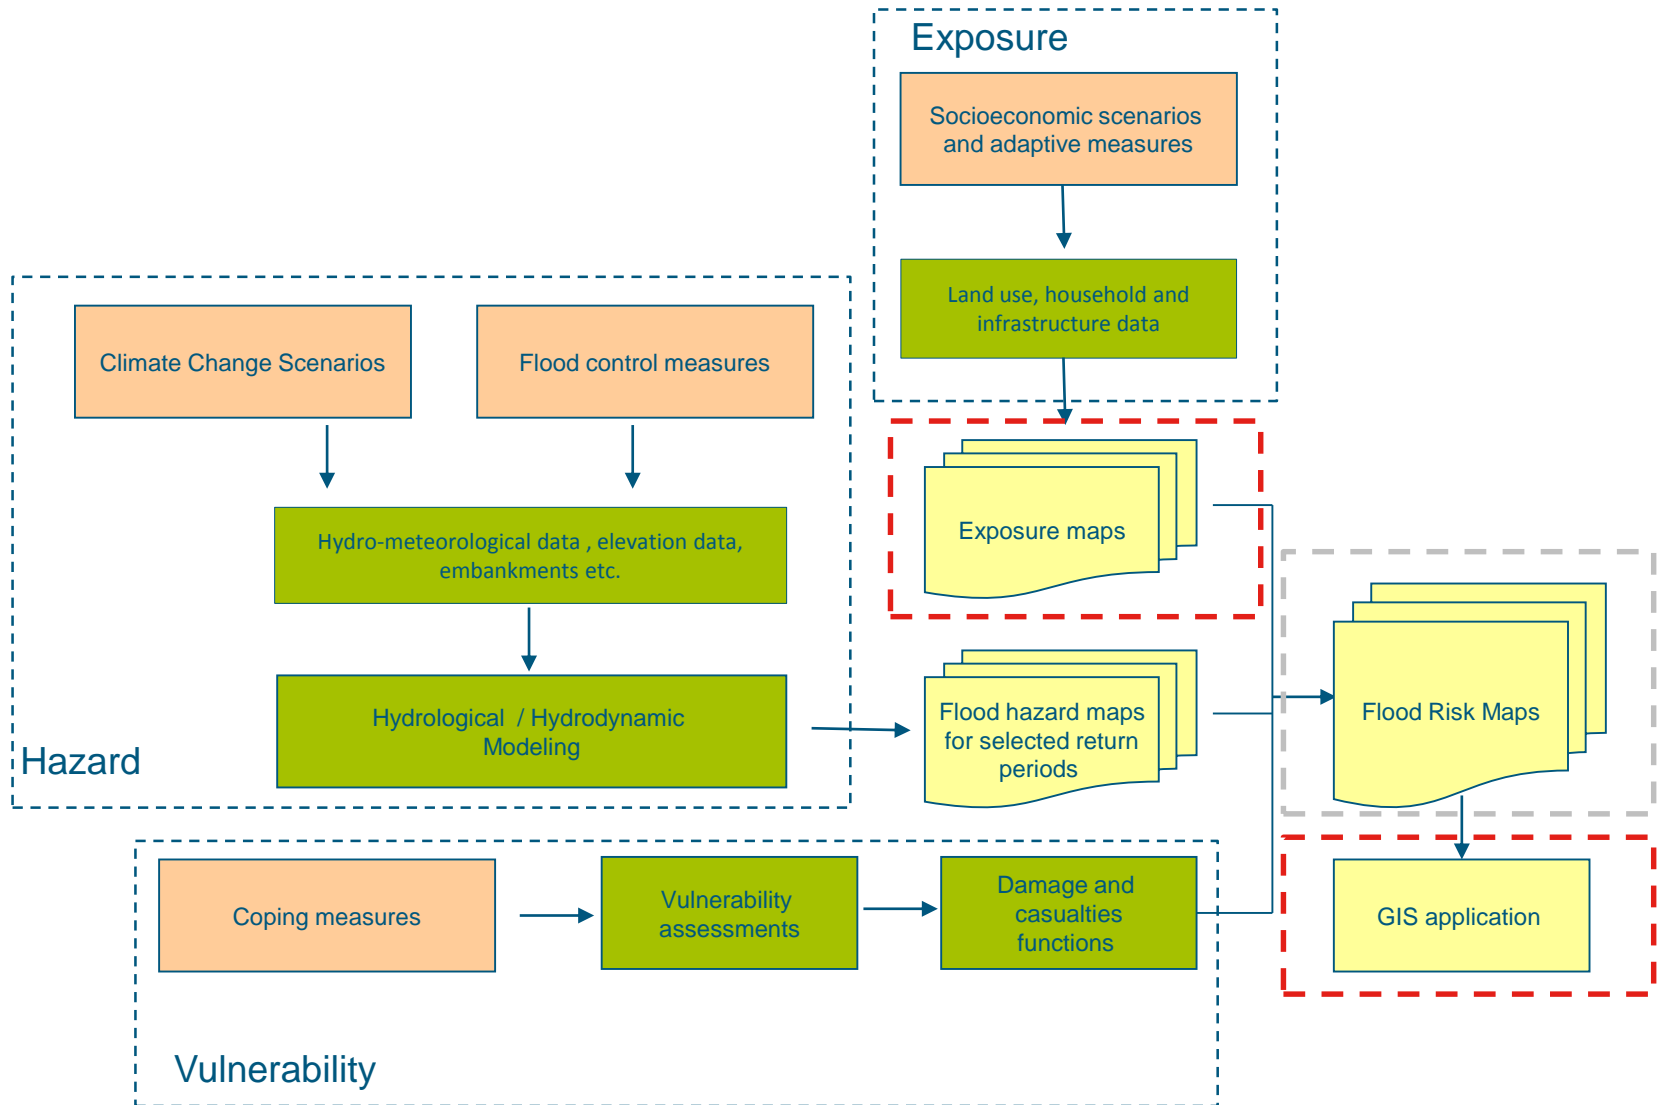 Exposure
Socioeconomic scenarios
and adaptive measures
Land use, household and
infrastructure data
Climate Change Scenarios
Flood control measures
Hydro-meteorological data , elevation data,
embankments etc.
Hydrological / Hydrodynamic
Modeling
Hazard
Exposure maps
Flood hazard maps
for selected return
periods
Flood Risk Maps
Coping measures
Vulnerability
assessments
Damage and
casualties
functions
GIS application
Vulnerability